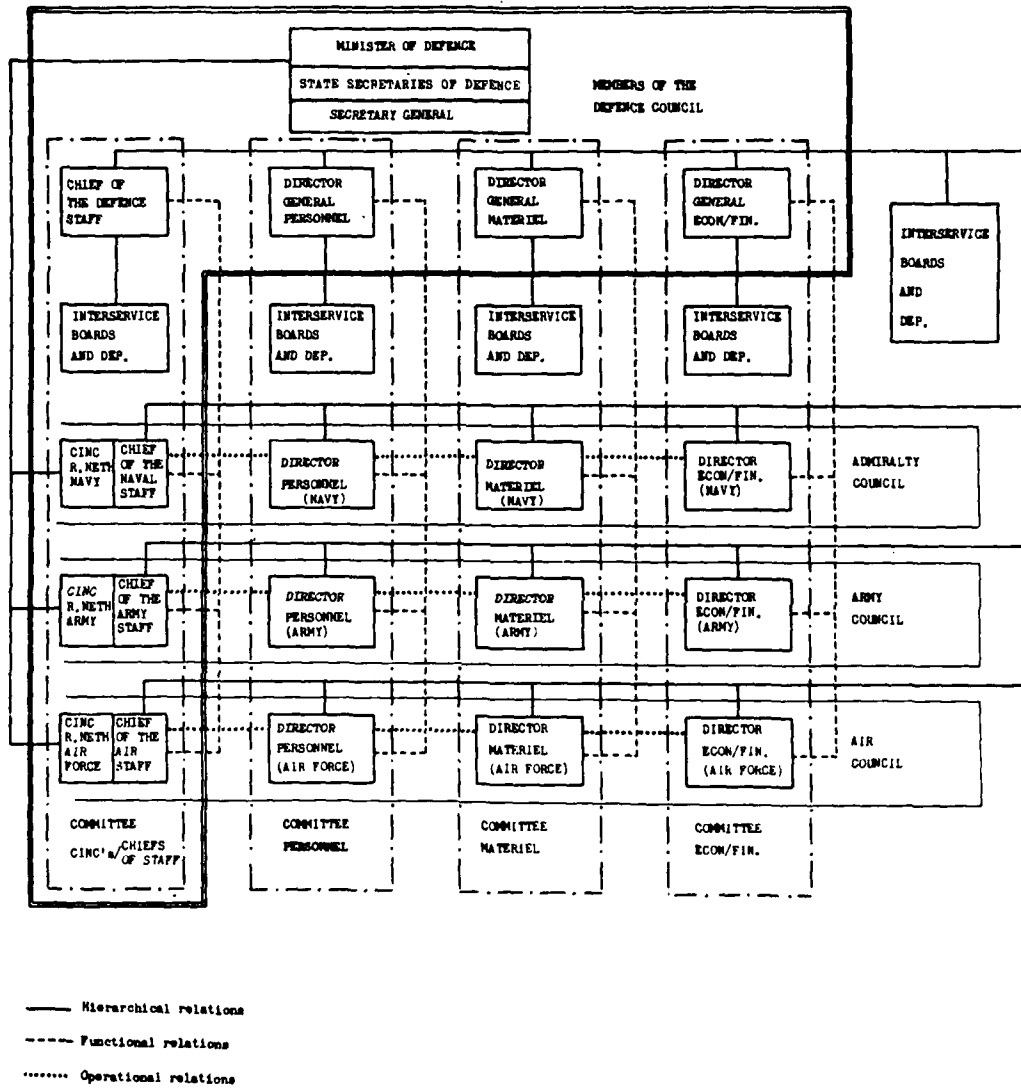 MINISTER OF DEFENCE
STATE SECRETARIES OF DEFENCE
SECRETARY GENERAL
MEMBERS OF THE
DEFENCE COUNCIL
CHIEF OF
THE DEFENCE
STAFF
DIRECTOR
GENERAL
PERSONNEL
DIRECTOR
GENERAL
MATERIEL
DIRECTOR
GENERAL
ECON/FIN.
INTERSERVICE
BOARDS
AND
DEP.
INTERSERVICE
BOARDS
AND DEP.
INTERSERVICE
BOARDS
AND DEP.
INTERSERVICE
BOARDS
AND DEP.
INTERSERVICE
BOARDS
AND DEP.
CINC
R,NETH
NAVY
CHIEF
OF THE
NAVAL
STAFF
DIRECTOR
PERSONNEL
(NAVY)
DIRECTOR
MATERIEL
(NAVY)
DIRECTOR
ECON/FIN.
(NAVY)
ADMIRALTY
COUNCIL
CINC
R,NETH
ARMY
CHIEF
OF THE
ARMY
STAFF
DIRECTOR
PERSONNEL
(ARMY)
DIRECTOR
MATERIEL
(ARMY)
DIRECTOR
ECON/FIN.
(ARMY)
ARMY
COUNCIL
CINC
R,NETH
AIR
FORCE
CHIEF
OF THE
AIR
STAFF
DIRECTOR
PERSONNEL
(AIR FORCE)
DIRECTOR
MATERIEL
(AIR FORCE)
DIRECTOR
ECON/FIN.
(AIR FORCE)
AIR
COUNCIL
COMMITTEE
CINC's/CHIEFS
OF STAFF
COMMITTEE
PERSONNEL
COMMITTEE
MATERIEL
COMMITTEE
ECON/FIN.
Hierarchical relations
Functional relations
Operational relations